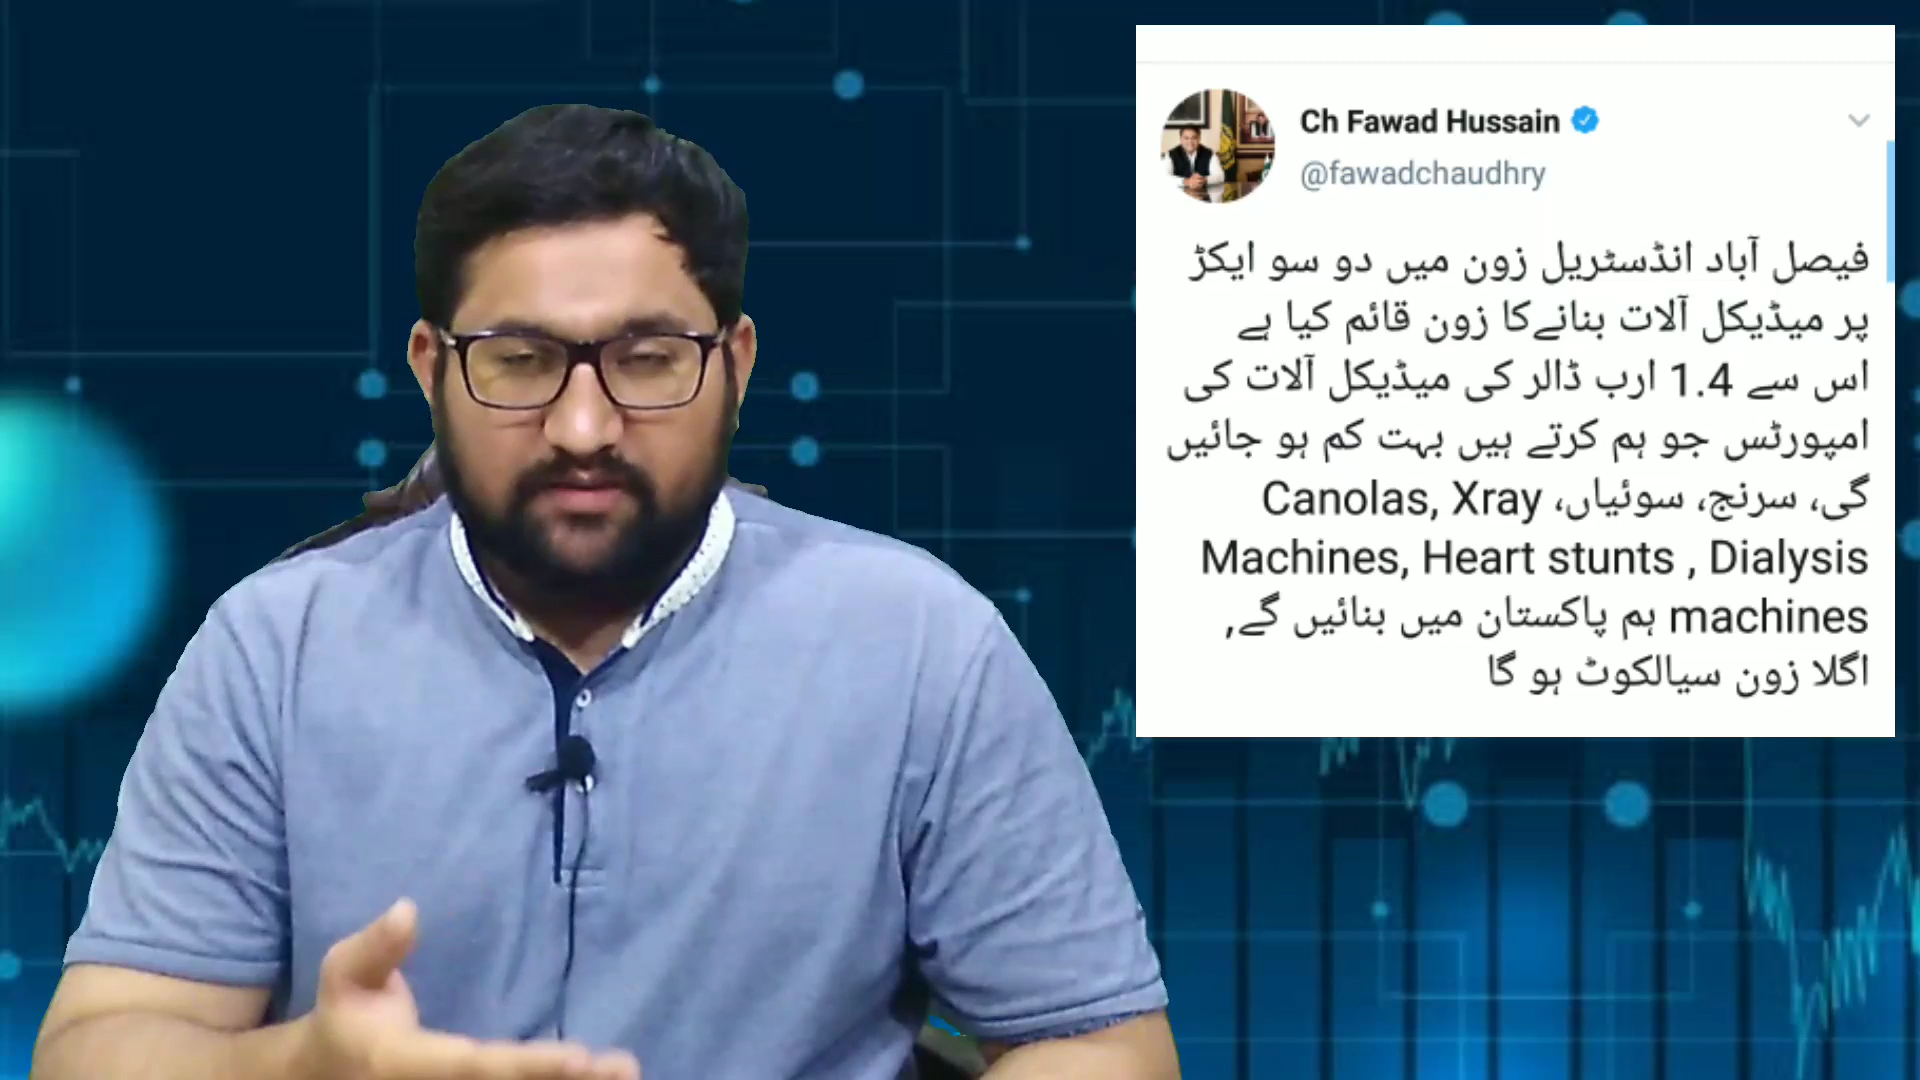 Ch Fawad Hussain
@fawadchaudhry
فیصل آباد انڈسٹریل زون میں دو سو ایکڑ
پر میڈیکل آلات بنانےکا زون قائم کیا ہے
اس سے 1.4 ارب ڈالر کی میڈیکل آلات کی
امپورٹس جو ہم کرتے ہیں بہت کم ہو جائیں
گی، سرنج، سوئیاں، Canolas, Xray
Machines, Heart stunts , Dialysis
machines ہم پاکستان میں بنائیں گے,
اگلا زون سیالکوٹ ہو گا